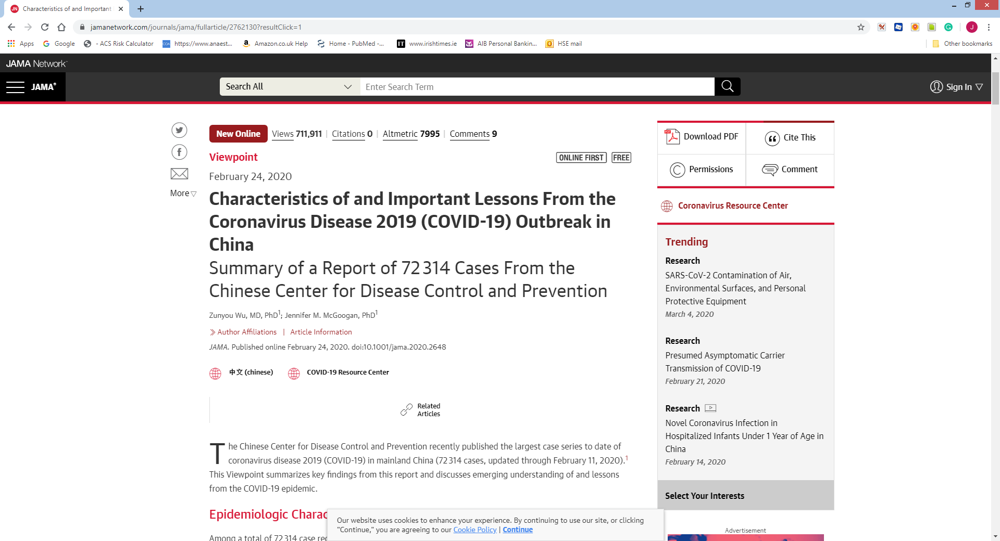 JN Characteristics of and Important
jamanetwork.com/journals/jama/fullarticle/2762130?resultClick=1
J
Apps Google - ACS Risk Calculator https://www.anaest... Amazon.co.uk Help Home - PubMed -... IT www.irishtimes.ie AIB Personal Bankin... HSE mail Other bookmarks
JAMA Network
JAMA® Search All Enter Search Term Sign In
New Online Views 711,911 | Citations 0 | Altmetric 7995 | Comments 9
Viewpoint
ONLINE FIRST FREE
February 24, 2020
More
Characteristics of and Important Lessons From the
Coronavirus Disease 2019 (COVID-19) Outbreak in
China
Summary of a Report of 72 314 Cases From the
Chinese Center for Disease Control and Prevention
Zunyou Wu, MD, PhD1; Jennifer M. McGoogan, PhD1
Author Affiliations | Article Information
JAMA. Published online February 24, 2020. doi:10.1001/jama.2020.2648
中文 (chinese) COVID-19 Resource Center
Related
Articles
The Chinese Center for Disease Control and Prevention recently published the largest case series to date of
coronavirus disease 2019 (COVID-19) in mainland China (72 314 cases, updated through February 11, 2020).1
This Viewpoint summarizes key findings from this report and discusses emerging understanding of and lessons
from the COVID-19 epidemic.
Epidemiologic Charac
Among a total of 72 314 case rec
Our website uses cookies to enhance your experience. By continuing to use our site, or clicking
"Continue," you are agreeing to our Cookie Policy | Continue
PDF Download PDF Cite This
Permissions Comment
Coronavirus Resource Center
Trending
Research
SARS-CoV-2 Contamination of Air,
Environmental Surfaces, and Personal
Protective Equipment
March 4, 2020
Research
Presumed Asymptomatic Carrier
Transmission of COVID-19
February 21, 2020
Research
Novel Coronavirus Infection in
Hospitalized Infants Under 1 Year of Age in
China
February 14, 2020
Select Your Interests
Advertisement